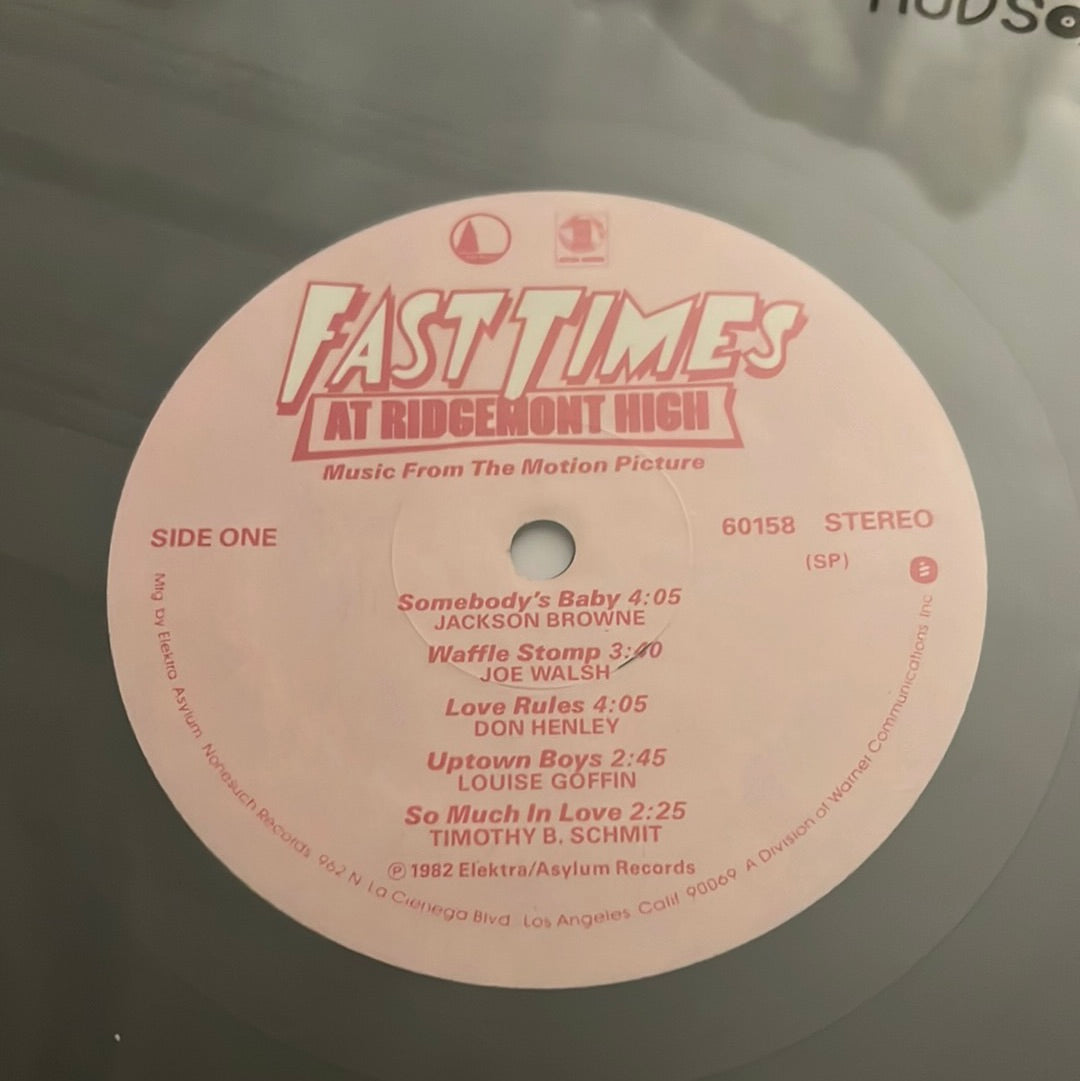 FAST TIMES
AT RIDGEMONT HIGH
Music From The Motion Picture
SIDE ONE
60158 STEREO
(SP)
Somebody's Baby 4:05
JACKSON BROWNE
Waffle Stomp 3:40
JOE WALSH
Love Rules 4:05
DON HENLEY
Uptown Boys 2:45
LOUISE GOFFIN
So Much In Love 2:25
TIMOTHY B. SCHMIT
℗ 1982 Elektra/Asylum Records
Mfg by Elektra Asylum Nonesuch Records 962 N La Cienega Blvd Los Angeles Calif 90069 A Division of Warner Communications Inc